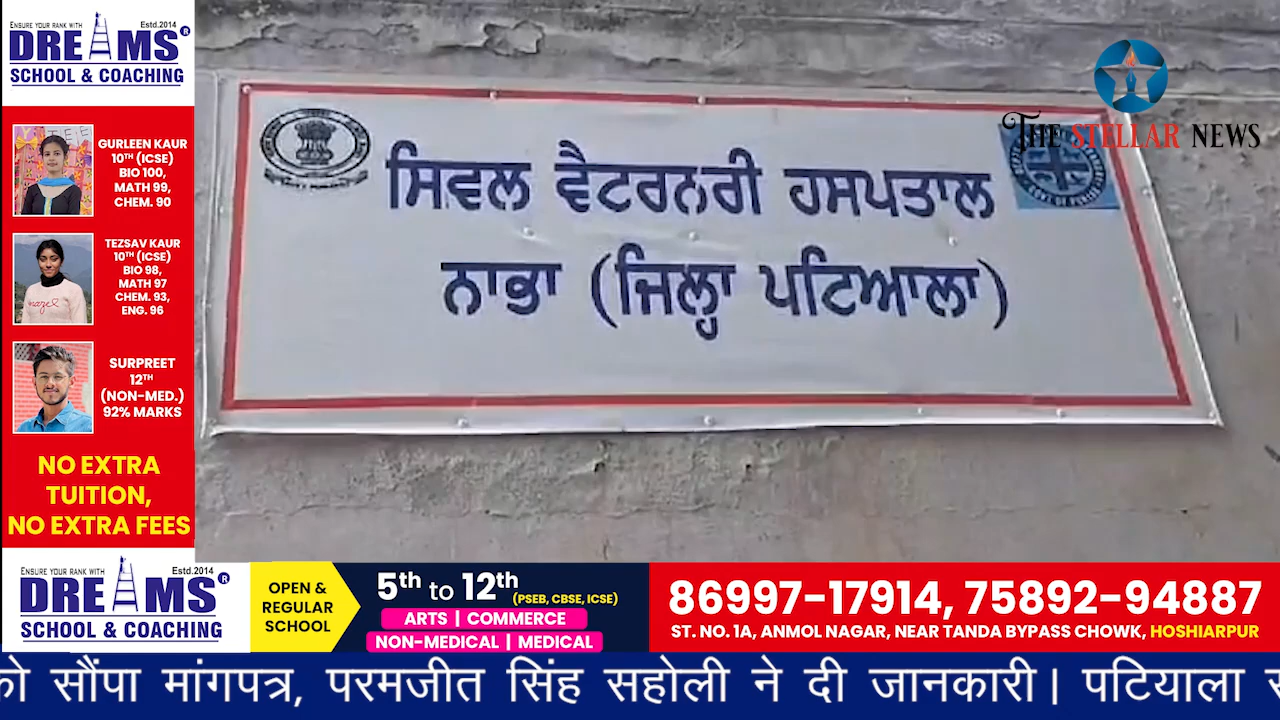 ENSURE YOUR RANK WITH
Estd.2014
DREAMS
SCHOOL & COACHING
GURLEEN KAUR
10TH (ICSE)
BIO 100,
MATH 99,
CHEM. 90
TEZSAV KAUR
10TH (ICSE)
BIO 98,
MATH 97
CHEM. 93,
ENG. 96
SURPREET
12TH
(NON-MED.)
92% MARKS
NO EXTRA
TUITION,
NO EXTRA FEES
THE STELLAR NEWS
ਸਿਵਲ ਵੈਟਰਨਰੀ ਹਸਪਤਾਲ
ਨਾਭਾ (ਜਿਲ੍ਹਾ ਪਟਿਆਲਾ)
ENSURE YOUR RANK WITH
Estd.2014
DREAMS
SCHOOL & COACHING
OPEN &
REGULAR
SCHOOL
5th to 12th
(PSEB, CBSE, ICSE)
ARTS | COMMERCE
NON-MEDICAL | MEDICAL
86997-17914, 75892-94887
ST. NO. 1A, ANMOL NAGAR, NEAR TANDA BYPASS CHOWK, HOSHIARPUR
को सौंपा मांगपत्र, परमजीत सिंह सहोली ने दी जानकारी| पटियाला